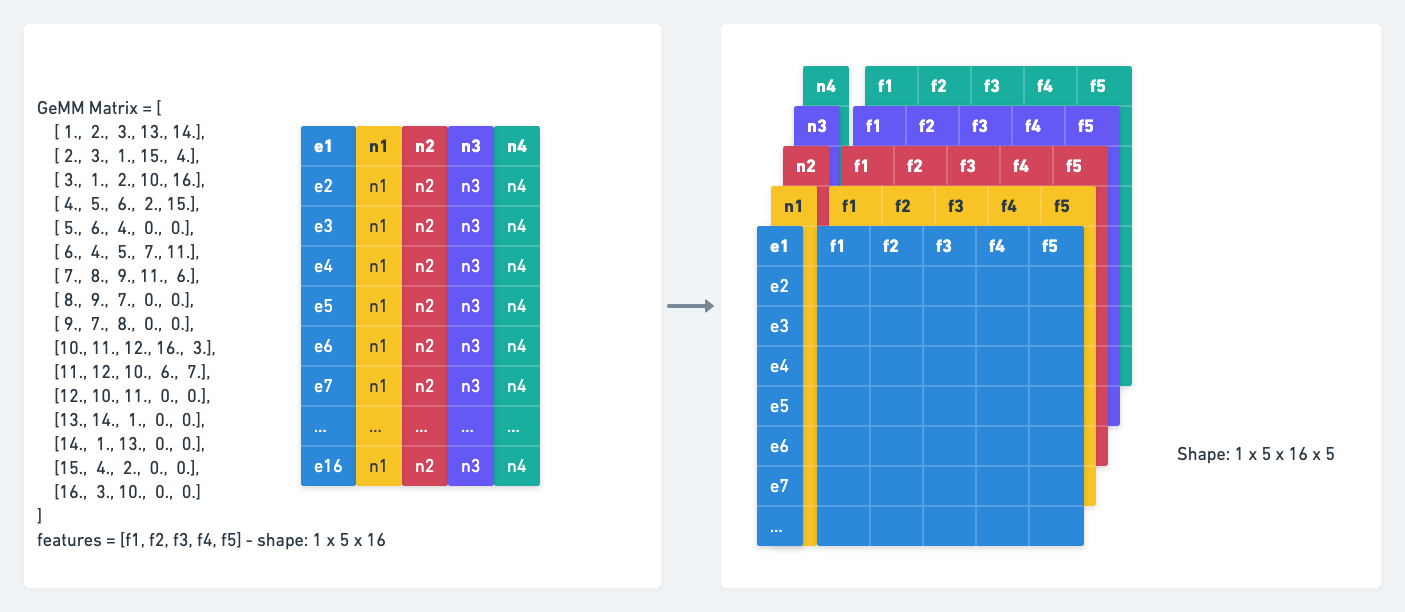 GeMM Matrix = [
[ 1., 2., 3., 13., 14.],
[ 2., 3., 1., 15., 4.],
[ 3., 1., 2., 10., 16.],
[ 4., 5., 6., 2., 15.],
[ 5., 6., 4., 0., 0.],
[ 6., 4., 5., 7., 11.],
[ 7., 8., 9., 11., 6.],
[ 8., 9., 7., 0., 0.],
[ 9., 7., 8., 0., 0.],
[10., 11., 12., 16., 3.],
[11., 12., 10., 6., 7.],
[12., 10., 11., 0., 0.],
[13., 14., 1., 0., 0.],
[14., 1., 13., 0., 0.],
[15., 4., 2., 0., 0.],
[16., 3., 10., 0., 0.]
]
features = [f1, f2, f3, f4, f5] - shape: 1 x 5 x 16
e1 n1 n2 n3 n4
e2 n1 n2 n3 n4
e3 n1 n2 n3 n4
e4 n1 n2 n3 n4
e5 n1 n2 n3 n4
e6 n1 n2 n3 n4
e7 n1 n2 n3 n4
... ... ... ... ...
e16 n1 n2 n3 n4
n4 f1 f2 f3 f4 f5
n3 f1 f2 f3 f4 f5
n2 f1 f2 f3 f4 f5
n1 f1 f2 f3 f4 f5
e1 f1 f2 f3 f4 f5
e2
e3
e4
e5
e6
e7
...
Shape: 1 x 5 x 16 x 5